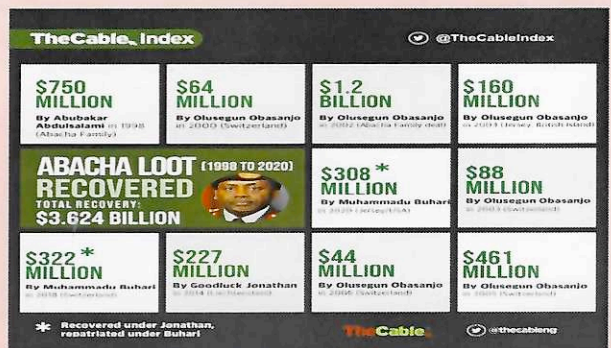 TheCable Index
@TheCableIndex
$750
MILLION
By Abubakar
Abdulsalami in 1998
(Abacha Family)
$64
MILLION
By Olusegun Obasanjo
in 2000 (Switzerland)
$1.2
BILLION
By Olusegun Obasanjo
in 2002 (Abacha Family deal)
$160
MILLION
By Olusegun Obasanjo
in 2003 (Jersey, British Island)
ABACHA LOOT (1998 TO 2020)
RECOVERED
TOTAL RECOVERY:
$3.624 BILLION
$308 *
MILLION
By Muhammadu Buhari
in 2020 (Jersey/USA)
$88
MILLION
By Olusegun Obasanjo
in 2003 (Switzerland)
$322 *
MILLION
By Muhammadu Buhari
in 2018 (Switzerland)
$227
MILLION
By Goodluck Jonathan
in 2014 (Liechtenstein)
$44
MILLION
By Olusegun Obasanjo
in 2006 (Switzerland)
$461
MILLION
By Olusegun Obasanjo
in 2005 (Switzerland)
* Recovered under Jonathan,
repatriated under Buhari
TheCable
@thecableng